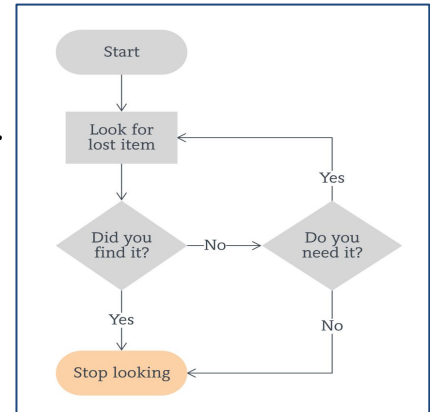 Start
Look for
lost item
Yes
Did you
find it?
No
Do you
need it?
Yes
No
Stop looking